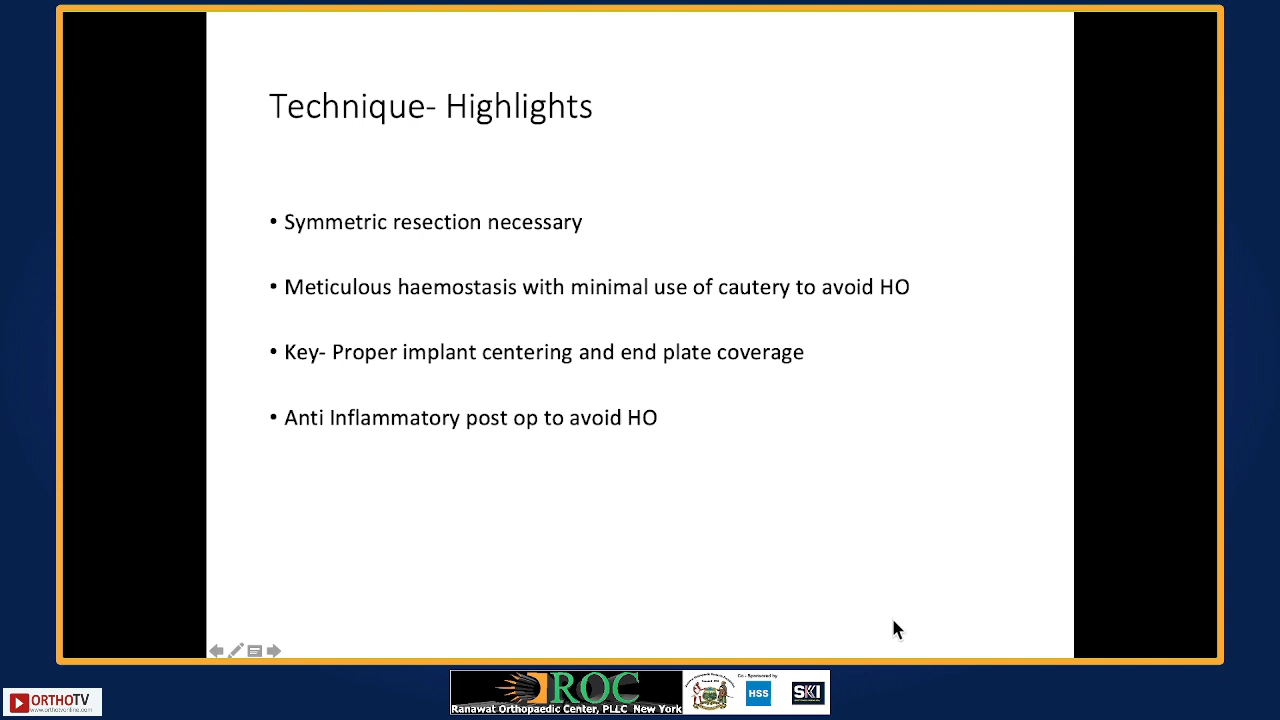 Technique- Highlights
• Symmetric resection necessary
• Meticulous haemostasis with minimal use of cautery to avoid HO
• Key- Proper implant centering and end plate coverage
• Anti Inflammatory post op to avoid HO
ORTHOTV
www.orthotvonline.com
ROC
Ranawat Orthopaedic Center, PLLC New York
Co - Sponsored by
HSS
SKI